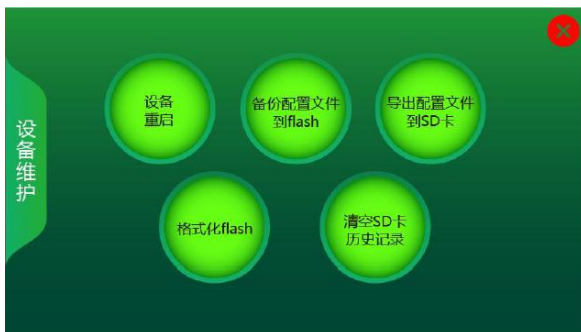 设备维护
设备
重启
备份配置文件
到flash
导出配置文件
到SD卡
格式化flash
清空SD卡
历史记录